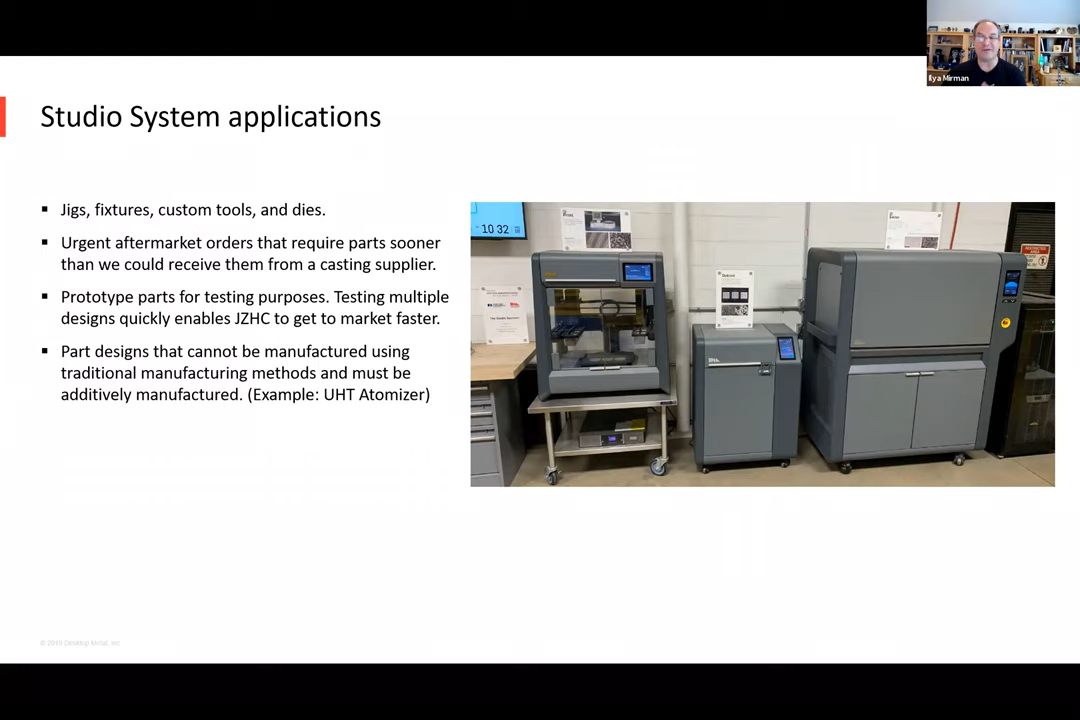 Ilya Mirman
Studio System applications
▪ Jigs, fixtures, custom tools, and dies.
▪ Urgent aftermarket orders that require parts sooner
than we could receive them from a casting supplier.
▪ Prototype parts for testing purposes. Testing multiple
designs quickly enables JZHC to get to market faster.
▪ Part designs that cannot be manufactured using
traditional manufacturing methods and must be
additively manufactured. (Example: UHT Atomizer)
10 32
RESTRICTED
AREA